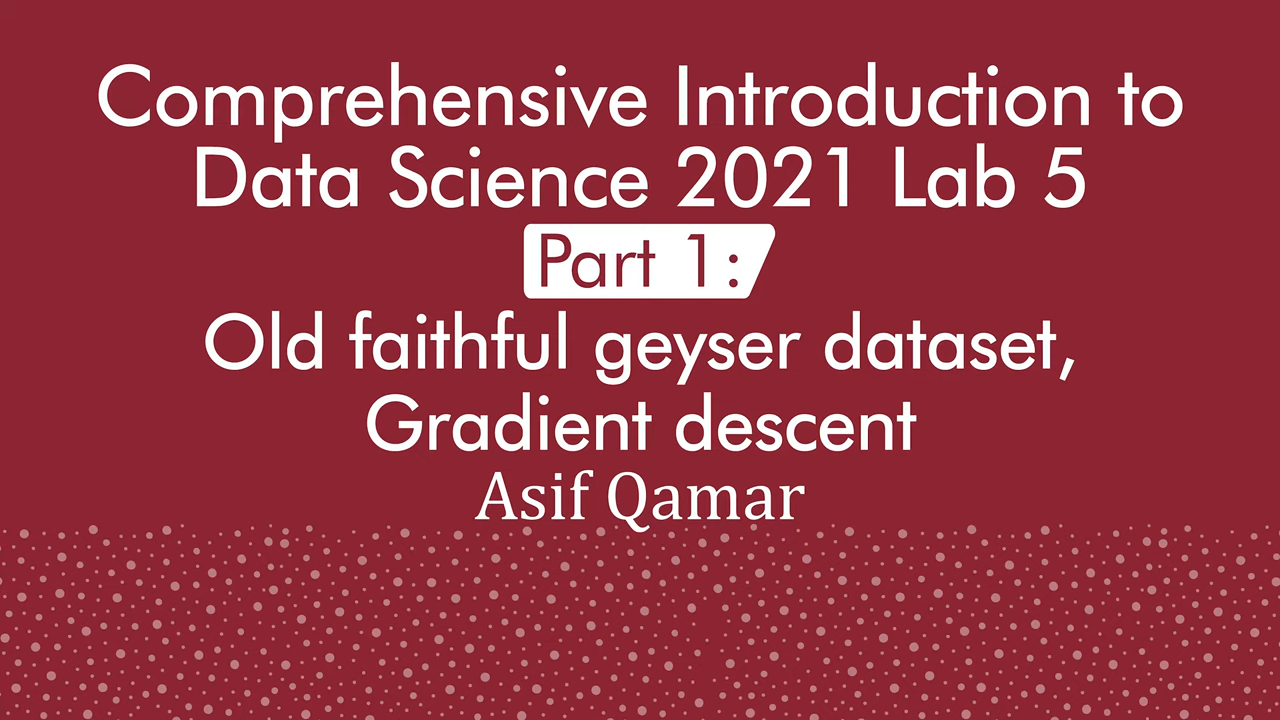 Comprehensive Introduction to
Data Science 2021 Lab 5
Part 1:
Old faithful geyser dataset,
Gradient descent
Asif Qamar